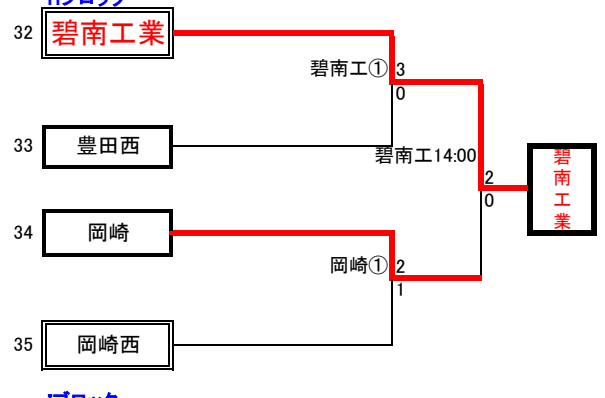 32 碧南工業
碧南工① 3
0
33 豊田西
碧南工14:00
碧南工業
2
0
34 岡崎
岡崎① 2
1
35 岡崎西